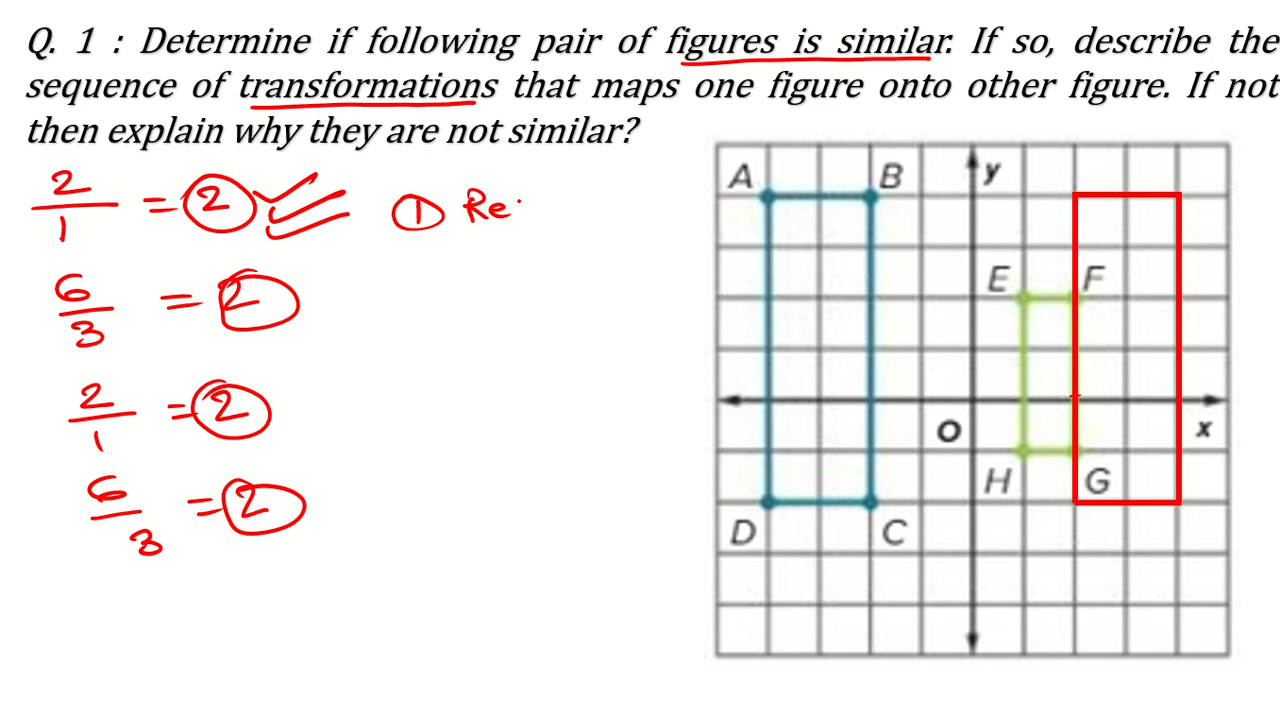 Q. 1 : Determine if following pair of figures is similar. If so, describe the
sequence of transformations that maps one figure onto other figure. If not
then explain why they are not similar?
2/1 = 2 ① Re
6/3 = 2
2/1 = 2
6/3 = 2
A B y
E F
O x
H G
D C